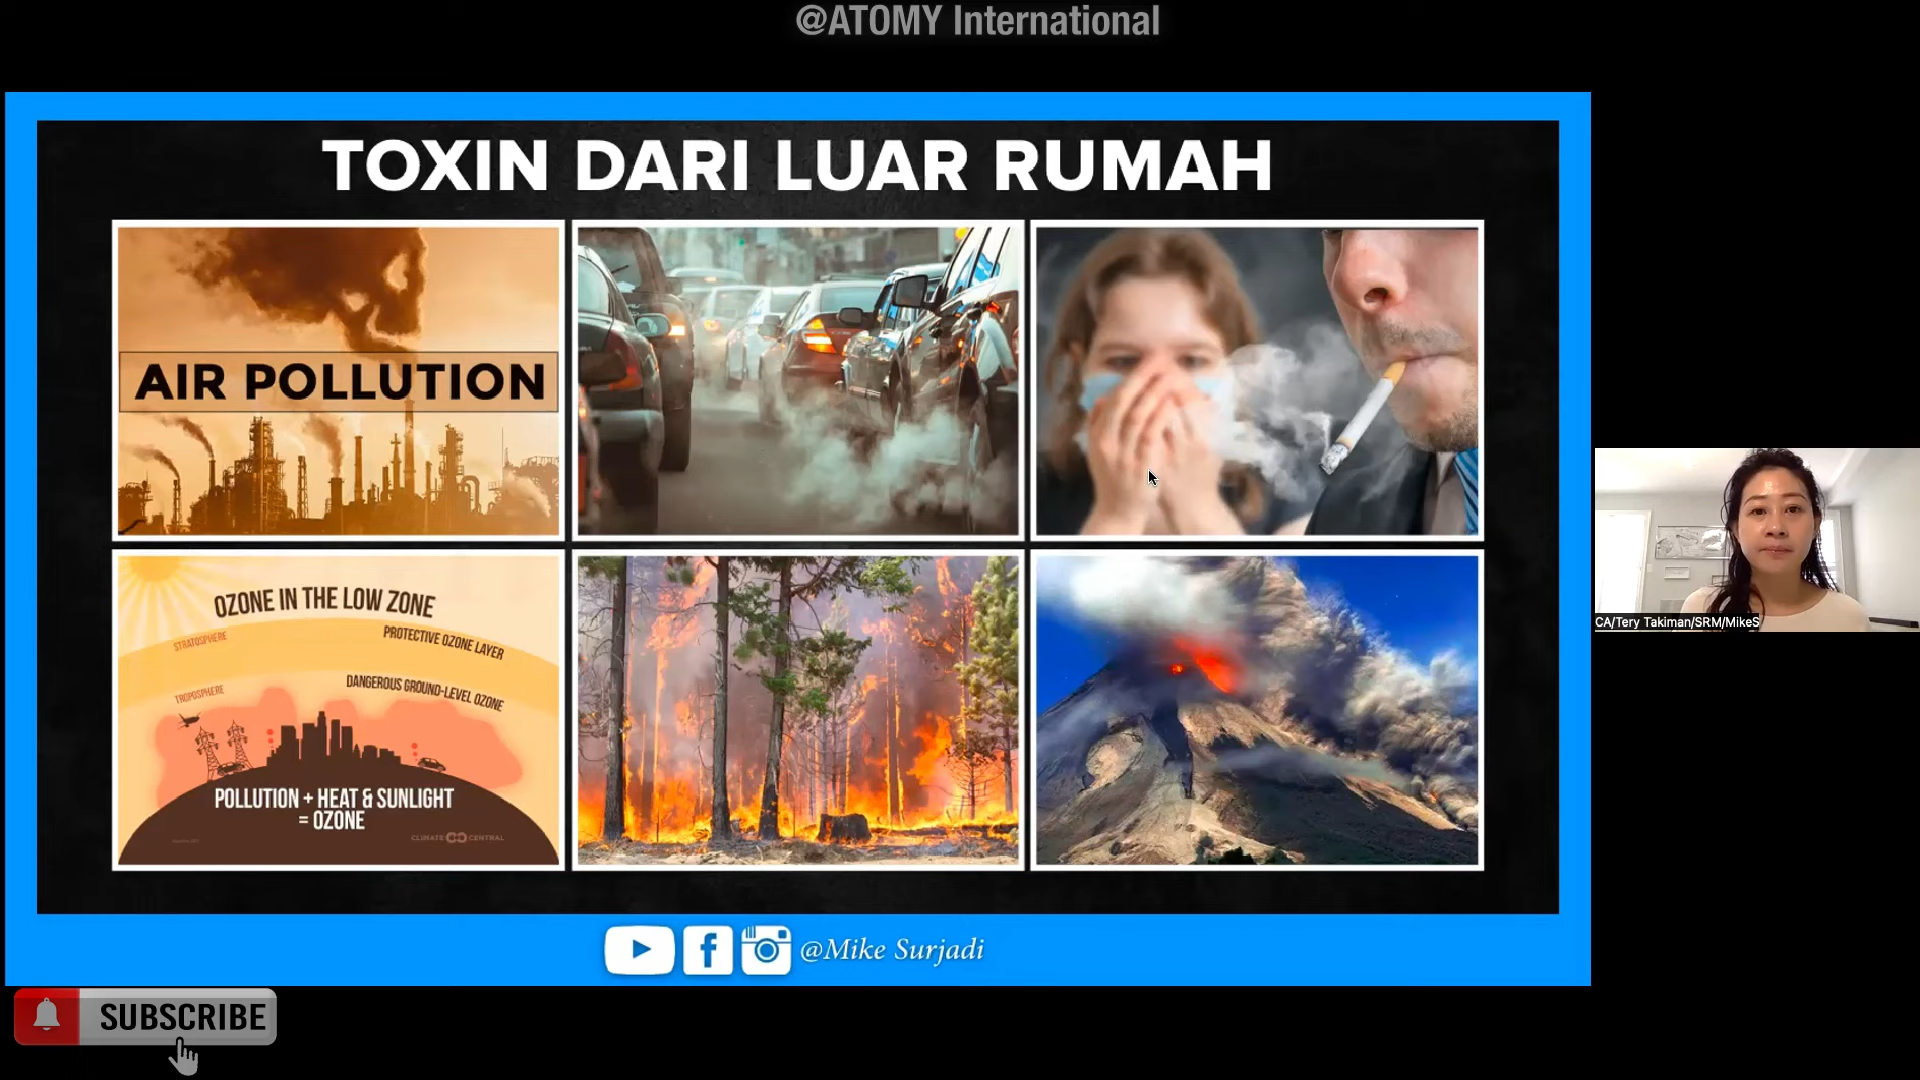 @ATOMY International
TOXIN DARI LUAR RUMAH
AIR POLLUTION
OZONE IN THE LOW ZONE
STRATOSPHERE
PROTECTIVE OZONE LAYER
TROPOSPHERE
DANGEROUS GROUND-LEVEL OZONE
POLLUTION + HEAT & SUNLIGHT
= OZONE
CLIMATE CENTRAL
CA/Tery Takiman/SRM/MikeS
@Mike Surjadi
SUBSCRIBE